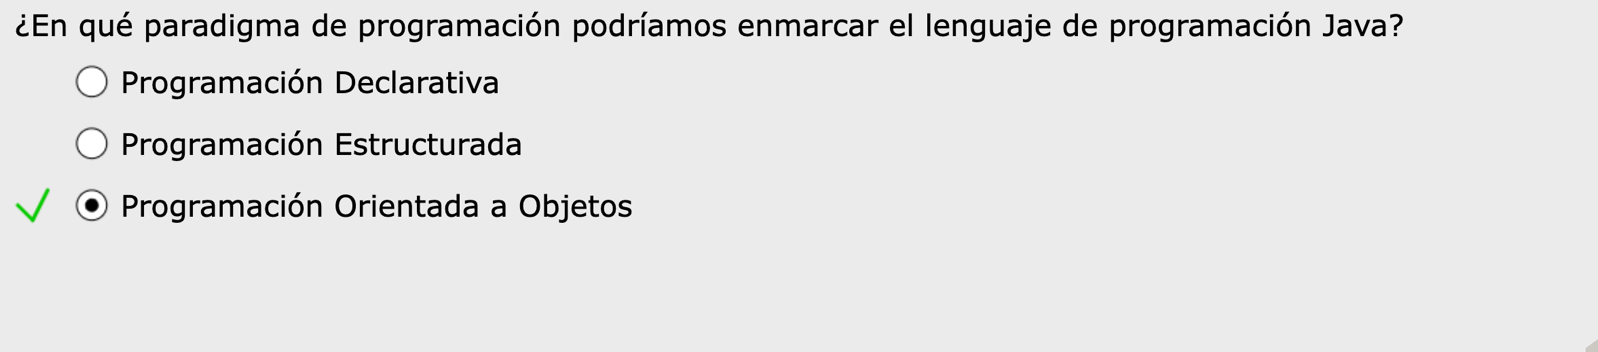 ¿En qué paradigma de programación podríamos enmarcar el lenguaje de programación Java?
Programación Declarativa
Programación Estructurada
Programación Orientada a Objetos